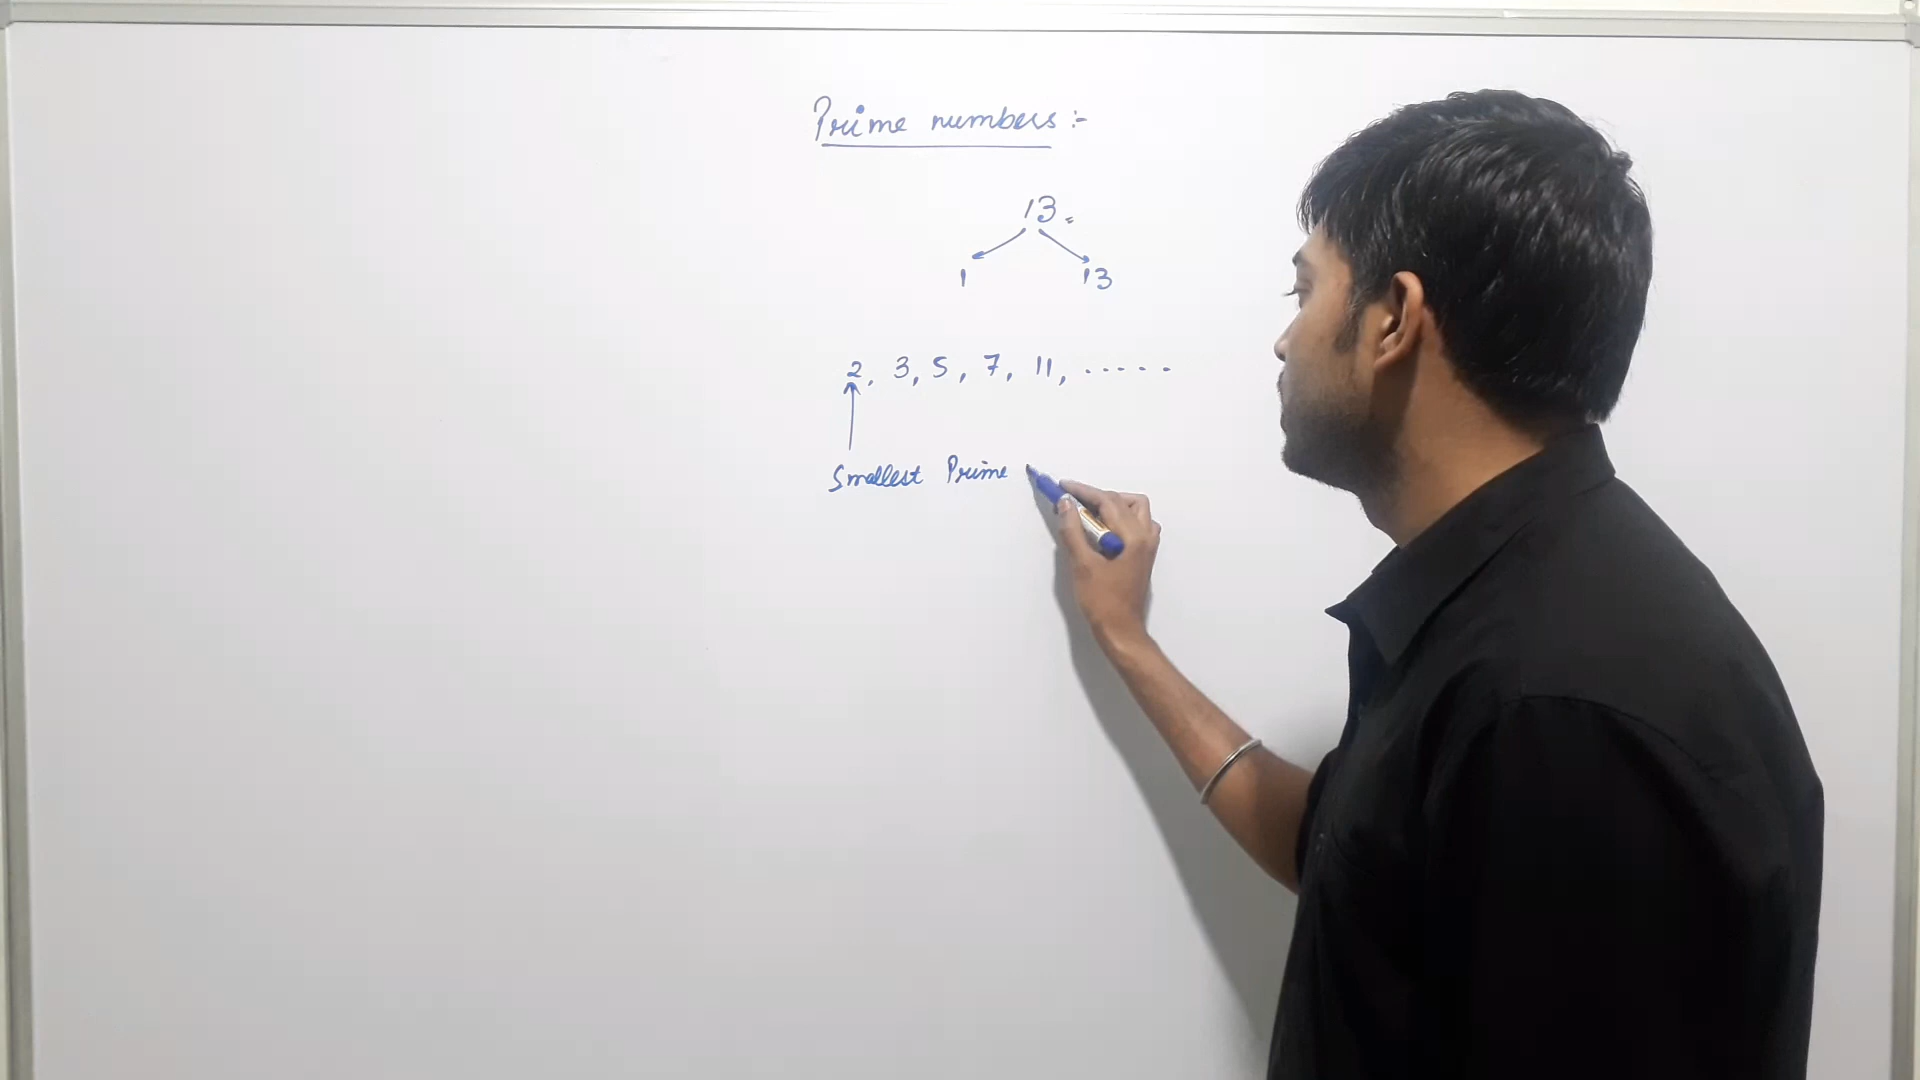 Prime numbers :-
13.
1 13
2, 3, 5, 7, 11, .....
Smallest Prime